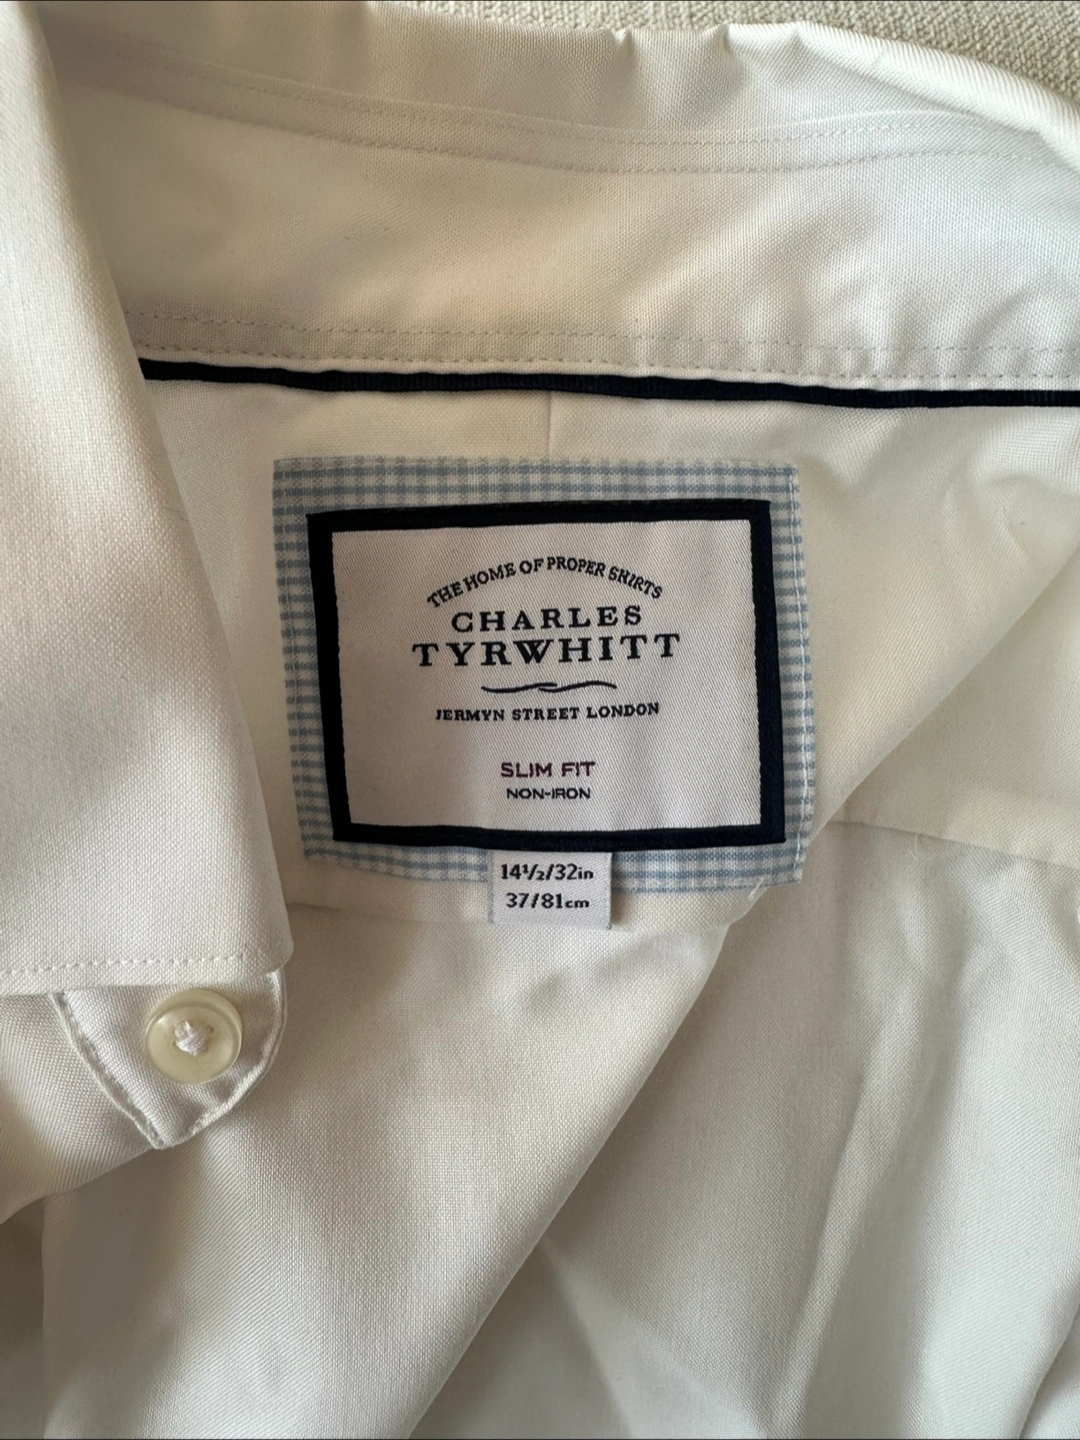 THE HOME OF PROPER SHIRTS
CHARLES
TYRWHITT
JERMYN STREET LONDON
SLIM FIT
NON-IRON
14½/32in
37/81cm